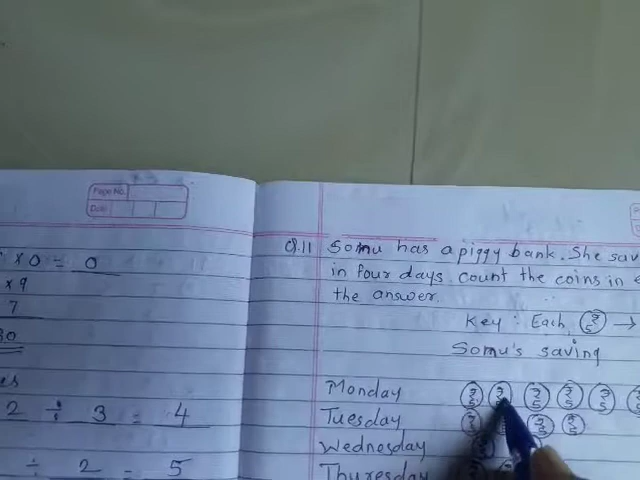 Page No.
Date
× 0 = 0
× 9
7
30
2 ÷ 3 = 4
÷ 2 = 5
Q.11 Somu has a piggy bank. She sav
in four days. count the coins in
the answer.
Key : Each ₹5 →
Somu's saving
Monday ₹5 ₹5 ₹5 ₹5 ₹5 ₹5
Tuesday ₹5 ₹5 ₹5 ₹5
Wednesday
Thursday